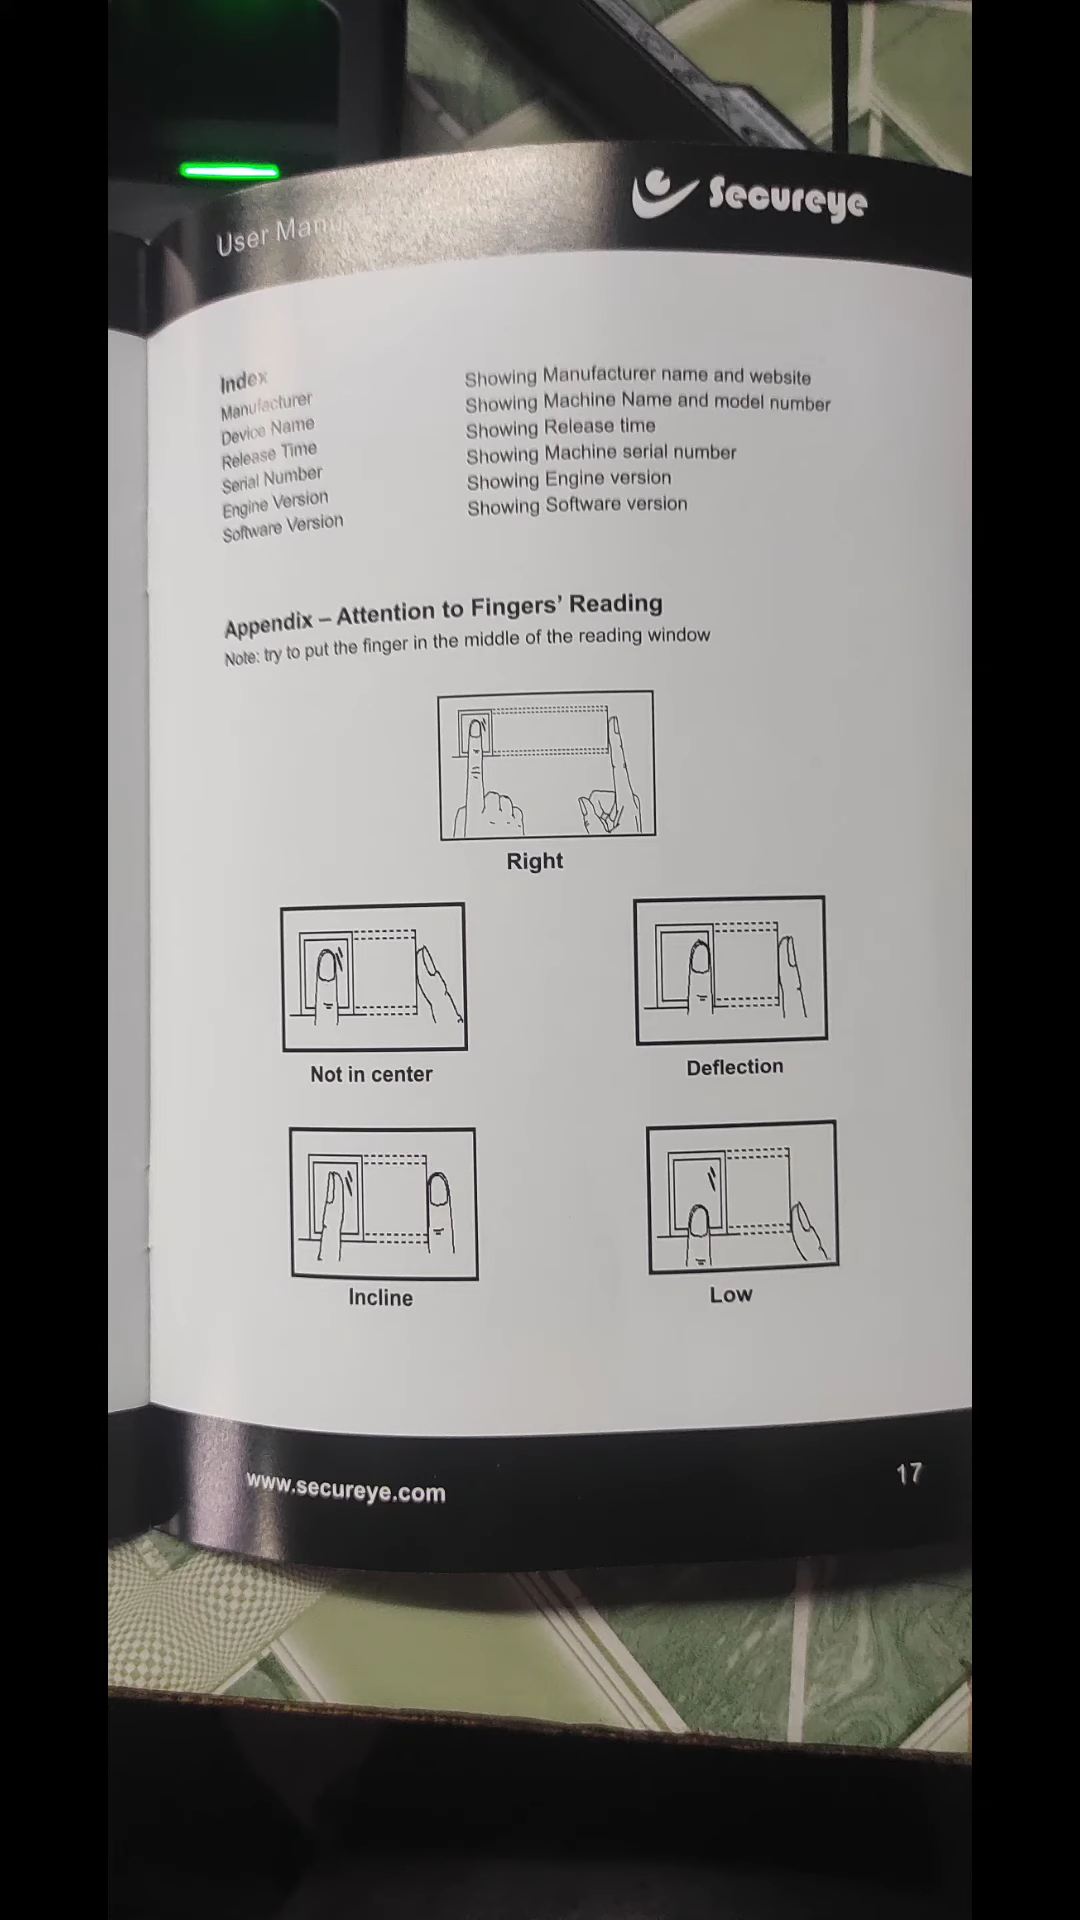 User Manu
Secureye
Index
Manufacturer Showing Manufacturer name and website
Device Name Showing Machine Name and model number
Release Time Showing Release time
Serial Number Showing Machine serial number
Engine Version Showing Engine version
Software Version Showing Software version
Appendix – Attention to Fingers’ Reading
Note: try to put the finger in the middle of the reading window
Right
Not in center
Deflection
Incline
Low
www.secureye.com
17